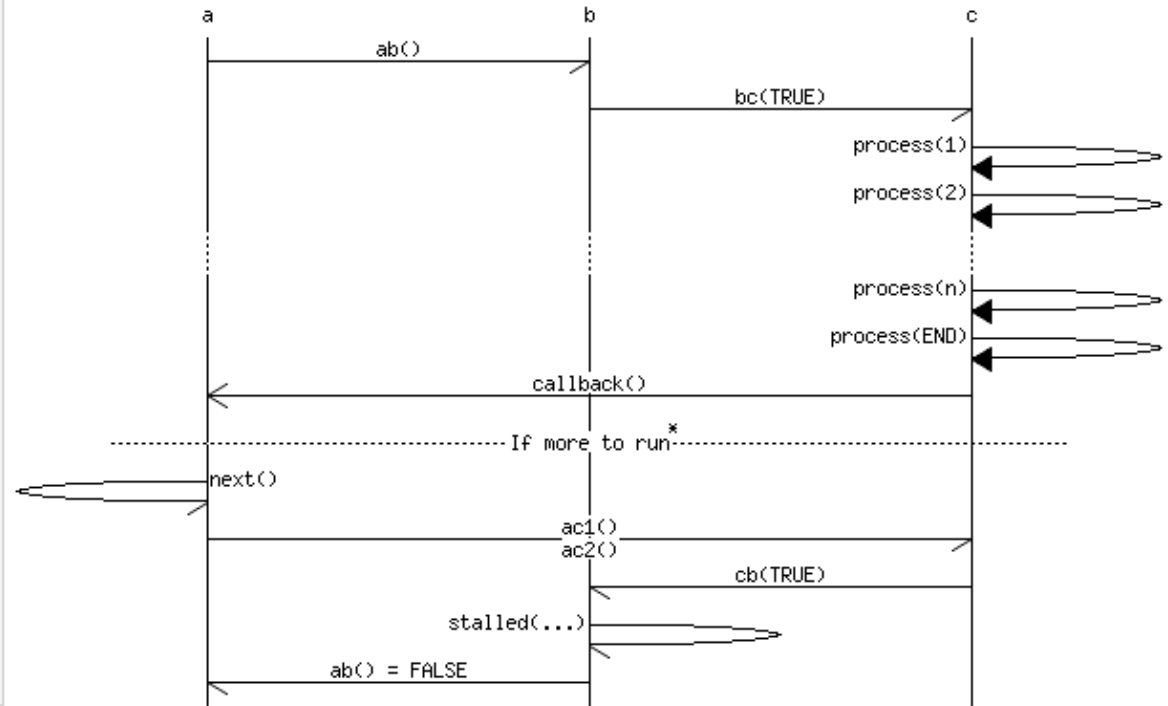 a b c
ab()
bc(TRUE)
process(1)
process(2)
process(n)
process(END)
callback()
If more to run*
next()
ac1()
ac2()
cb(TRUE)
stalled(...)
ab() = FALSE